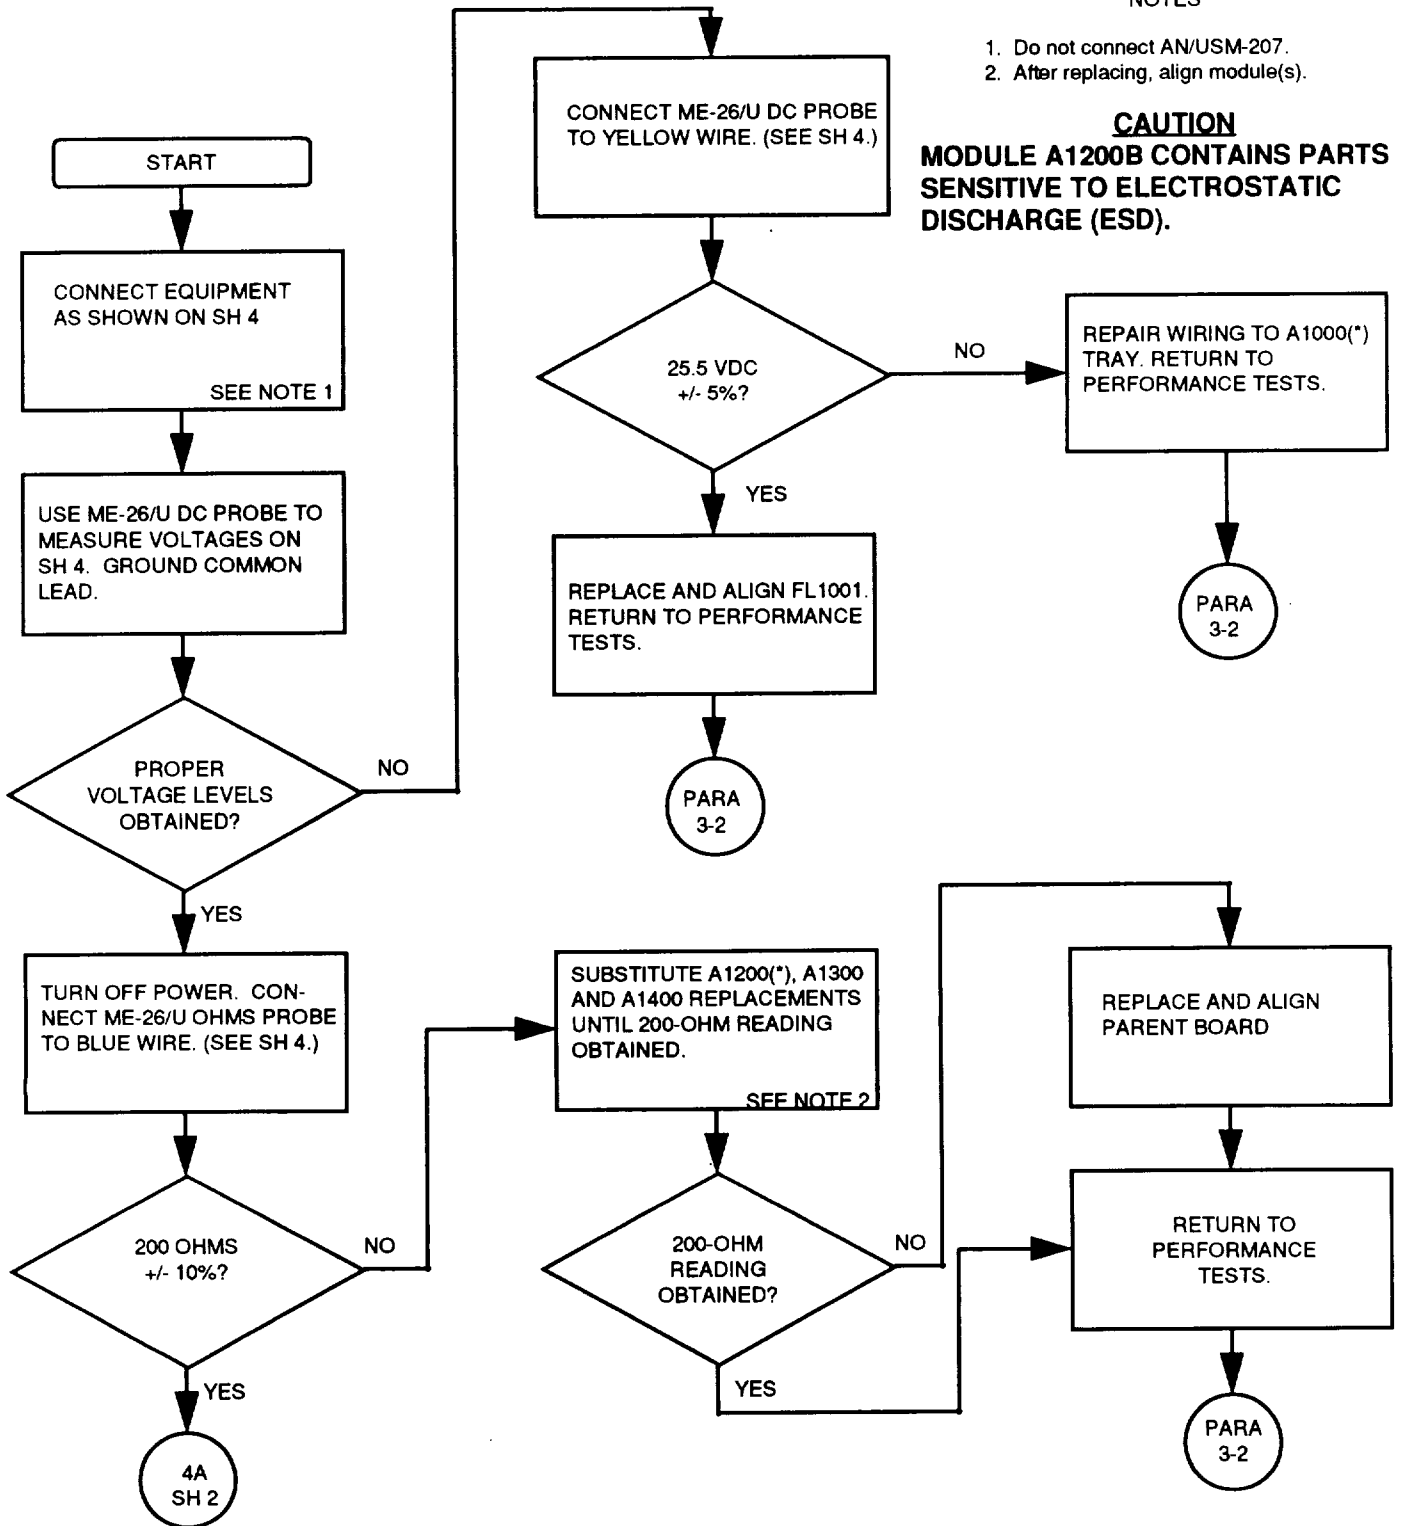 NOTES
1. Do not connect AN/USM-207.
2. After replacing, align module(s).
CAUTION
MODULE A1200B CONTAINS PARTS
SENSITIVE TO ELECTROSTATIC
DISCHARGE (ESD).
START
CONNECT EQUIPMENT
AS SHOWN ON SH 4
SEE NOTE 1
USE ME-26/U DC PROBE TO
MEASURE VOLTAGES ON
SH 4. GROUND COMMON
LEAD.
PROPER
VOLTAGE LEVELS
OBTAINED?
NO
YES
CONNECT ME-26/U DC PROBE
TO YELLOW WIRE. (SEE SH 4.)
25.5 VDC
+/- 5%?
NO
REPAIR WIRING TO A1000(*)
TRAY. RETURN TO
PERFORMANCE TESTS.
PARA
3-2
YES
REPLACE AND ALIGN FL1001.
RETURN TO PERFORMANCE
TESTS.
PARA
3-2
TURN OFF POWER. CON-
NECT ME-26/U OHMS PROBE
TO BLUE WIRE. (SEE SH 4.)
200 OHMS
+/- 10%?
NO
YES
4A
SH 2
SUBSTITUTE A1200(*), A1300
AND A1400 REPLACEMENTS
UNTIL 200-OHM READING
OBTAINED.
SEE NOTE 2
200-OHM
READING
OBTAINED?
NO
YES
REPLACE AND ALIGN
PARENT BOARD
RETURN TO
PERFORMANCE
TESTS.
PARA
3-2